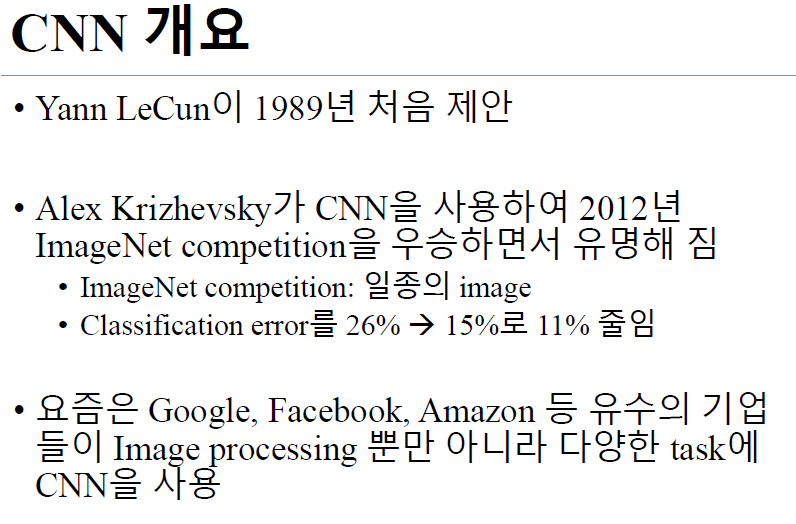 CNN 개요
• Yann LeCun이 1989년 처음 제안
• Alex Krizhevsky가 CNN을 사용하여 2012년
ImageNet competition을 우승하면서 유명해 짐
• ImageNet competition: 일종의 image
• Classification error를 26% → 15%로 11% 줄임
• 요즘은 Google, Facebook, Amazon 등 유수의 기업
들이 Image processing 뿐만 아니라 다양한 task에
CNN을 사용